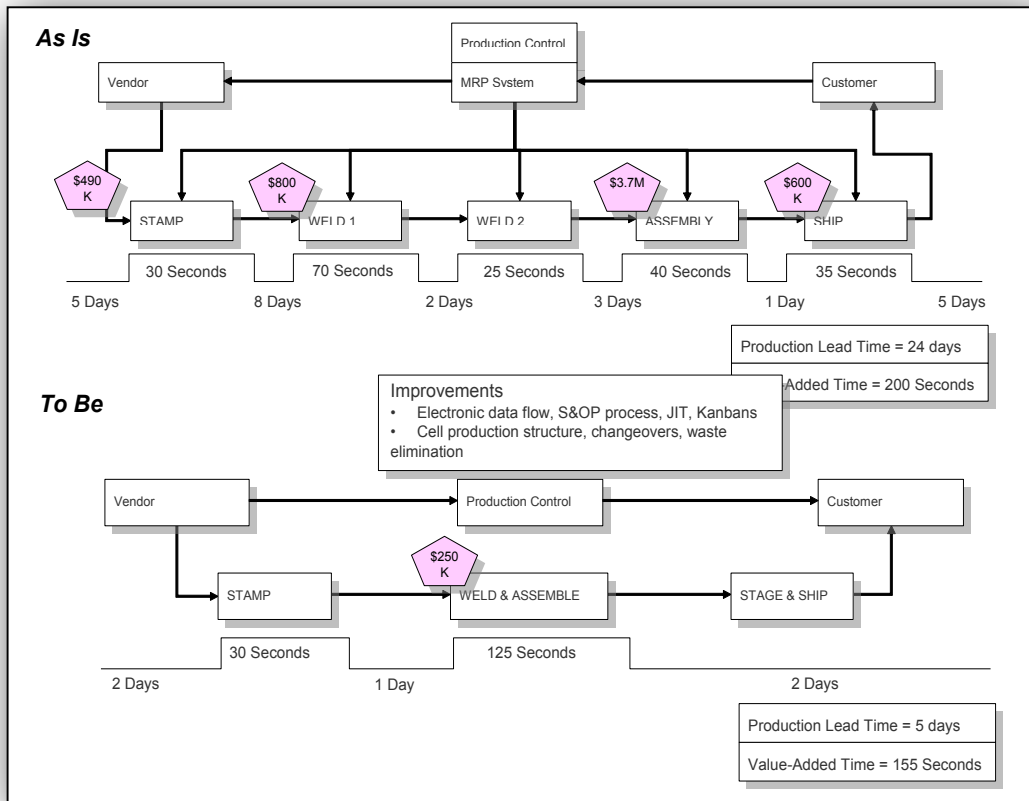 As Is
Production Control
Vendor
MRP System
Customer
$490
K
$800
K
$3.7M
$600
K
STAMP
WELD 1
WELD 2
ASSEMBLY
SHIP
30 Seconds
70 Seconds
25 Seconds
40 Seconds
35 Seconds
5 Days
8 Days
2 Days
3 Days
1 Day
5 Days
Production Lead Time = 24 days
-Added Time = 200 Seconds
To Be
Improvements
• Electronic data flow, S&OP process, JIT, Kanbans
• Cell production structure, changeovers, waste
elimination
Vendor
Production Control
Customer
$250
K
STAMP
WELD & ASSEMBLE
STAGE & SHIP
30 Seconds
125 Seconds
2 Days
1 Day
2 Days
Production Lead Time = 5 days
Value-Added Time = 155 Seconds